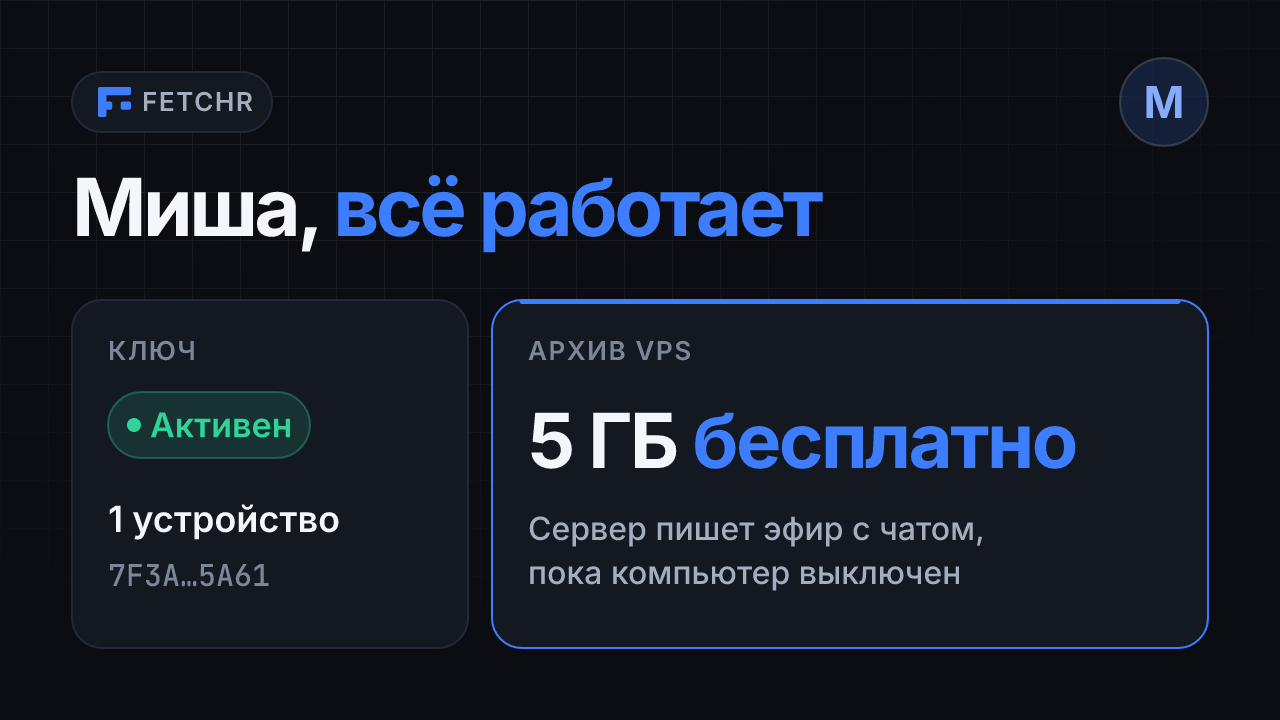 FETCHR
М
Миша, всё работает
КЛЮЧ
Активен
1 устройство
7F3A…5A61
АРХИВ VPS
5 ГБ бесплатно
Сервер пишет эфир с чатом,
пока компьютер выключен